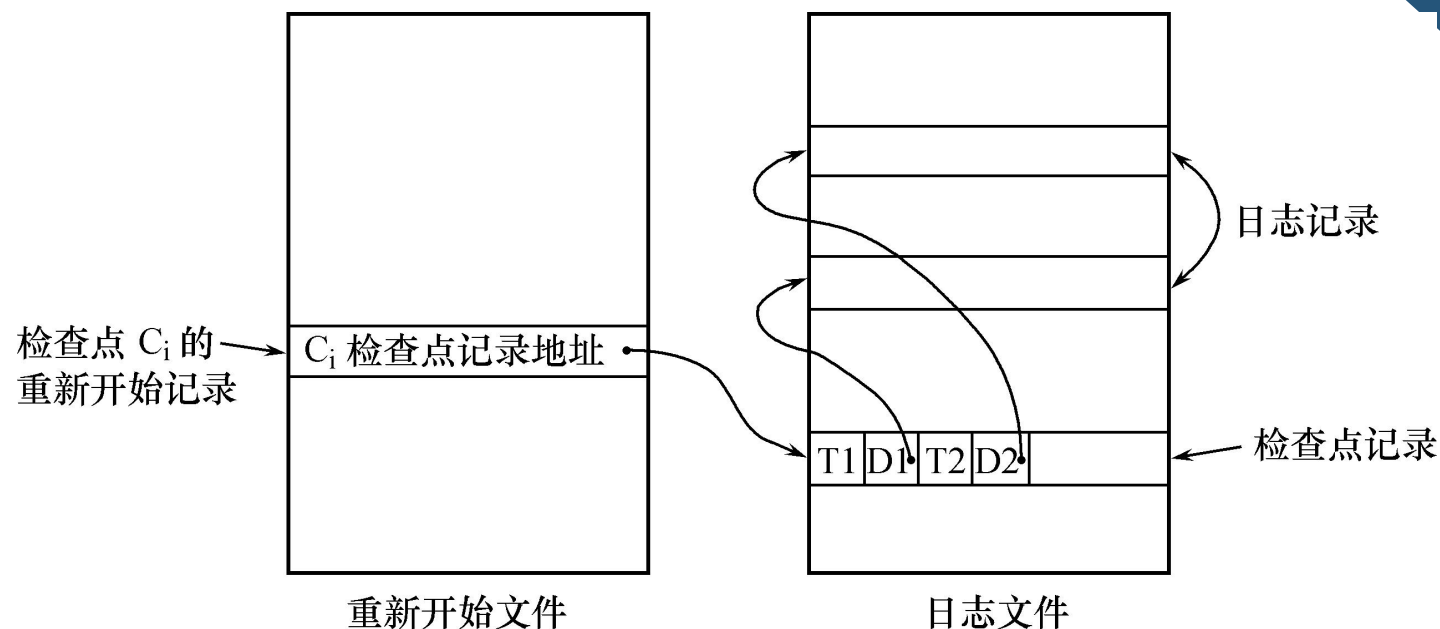 检查点 Ci 的
重新开始记录
Ci 检查点记录地址
重新开始文件
日志记录
T1 D1 T2 D2
检查点记录
日志文件